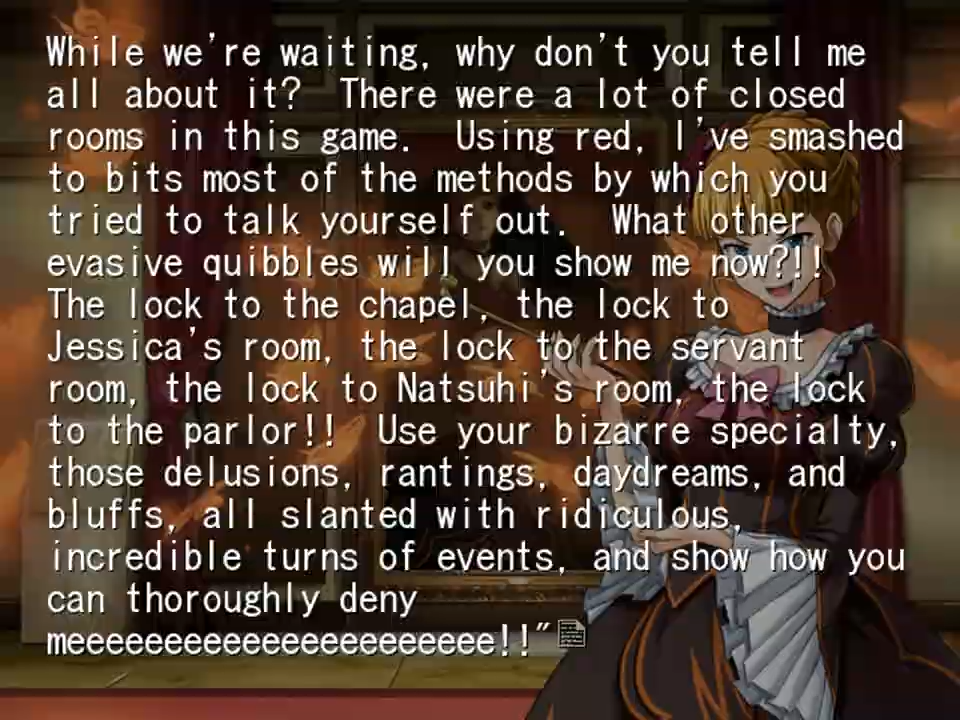 While we're waiting, why don't you tell me
all about it?  There were a lot of closed
rooms in this game.  Using red, I've smashed
to bits most of the methods by which you
tried to talk yourself out.  What other
evasive quibbles will you show me now?!!
The lock to the chapel, the lock to
Jessica's room, the lock to the servant
room, the lock to Natsuhi's room, the lock
to the parlor!!  Use your bizarre specialty,
those delusions, rantings, daydreams, and
bluffs, all slanted with ridiculous,
incredible turns of events, and show how you
can thoroughly deny
meeeeeeeeeeeeeeeeeeeeeee!!"